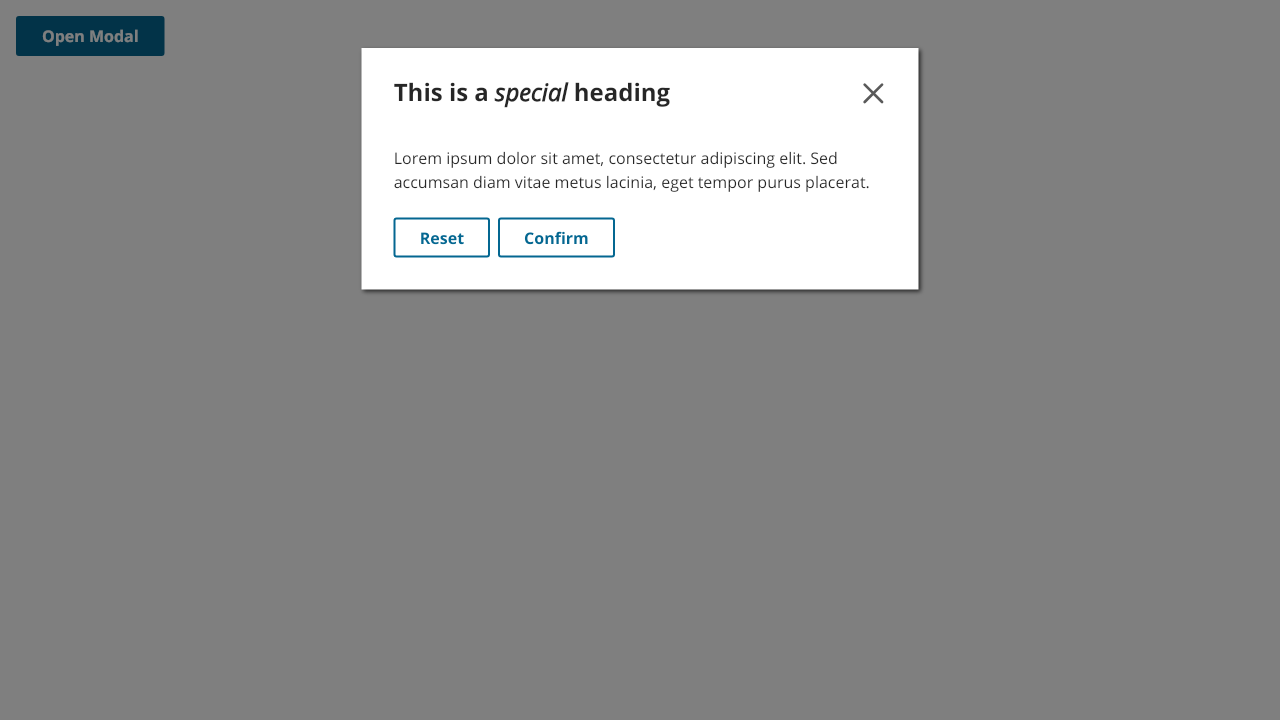 Open Modal
This is a special heading
Lorem ipsum dolor sit amet, consectetur adipiscing elit. Sed
accumsan diam vitae metus lacinia, eget tempor purus placerat.
Reset
Confirm